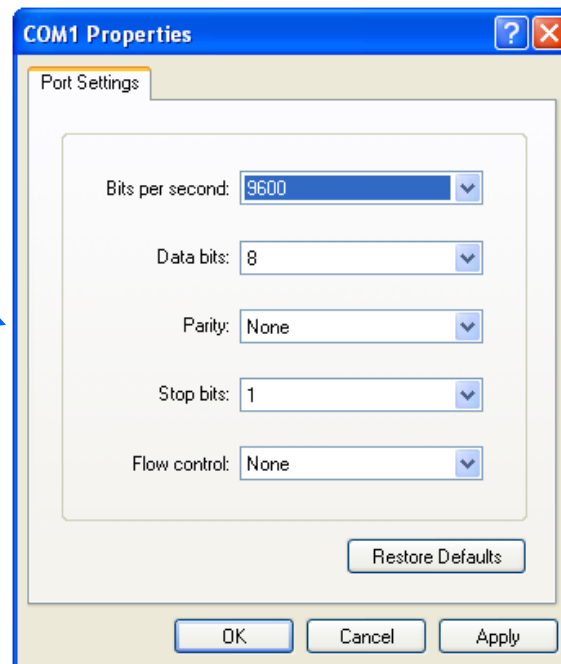 COM1 Properties
Port Settings
Bits per second: 9600
Data bits: 8
Parity: None
Stop bits: 1
Flow control: None
Restore Defaults
OK Cancel Apply